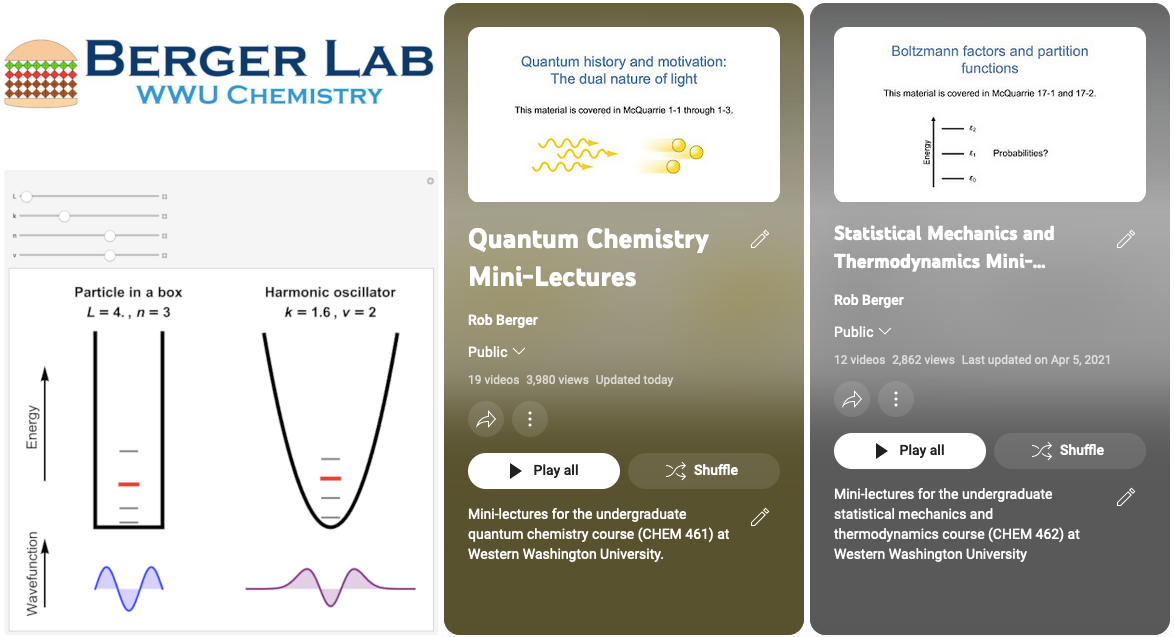 BERGER LAB
WWU CHEMISTRY
L
k
n
v
Particle in a box
L = 4. , n = 3
Harmonic oscillator
k = 1.6 , v = 2
Energy
Wavefunction
Quantum history and motivation:
The dual nature of light
This material is covered in McQuarrie 1-1 through 1-3.
Quantum Chemistry
Mini-Lectures
Rob Berger
Public
19 videos 3,980 views Updated today
Play all
Shuffle
Mini-lectures for the undergraduate
quantum chemistry course (CHEM 461) at
Western Washington University.
Boltzmann factors and partition
functions
This material is covered in McQuarrie 17-1 and 17-2.
Energy
ε₂
ε₁
ε₀
Probabilities?
Statistical Mechanics and
Thermodynamics Mini-...
Rob Berger
Public
12 videos 2,862 views Last updated on Apr 5, 2021
Play all
Shuffle
Mini-lectures for the undergraduate
statistical mechanics and
thermodynamics course (CHEM 462) at
Western Washington University